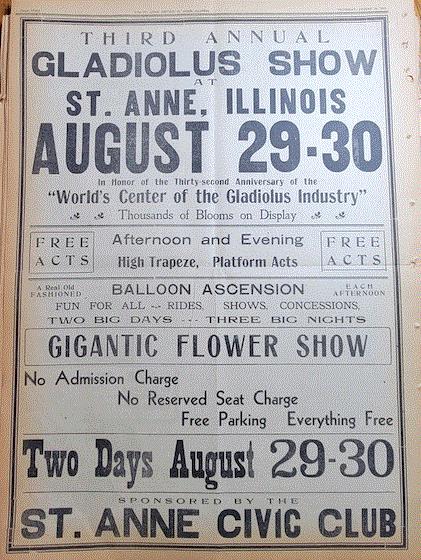 THIRD ANNUAL
GLADIOLUS SHOW
AT
ST. ANNE, ILLINOIS
AUGUST 29-30
In Honor of the Thirty-second Anniversary of the
"World's Center of the Gladiolus Industry"
Thousands of Blooms on Display
FREE ACTS
Afternoon and Evening
High Trapeze, Platform Acts
FREE ACTS
A Real Old FASHIONED
BALLOON ASCENSION
EACH AFTERNOON
FUN FOR ALL -- RIDES, SHOWS, CONCESSIONS,
TWO BIG DAYS --- THREE BIG NIGHTS
GIGANTIC FLOWER SHOW
No Admission Charge
No Reserved Seat Charge
Free Parking Everything Free
Two Days August 29-30
SPONSORED BY THE
ST. ANNE CIVIC CLUB